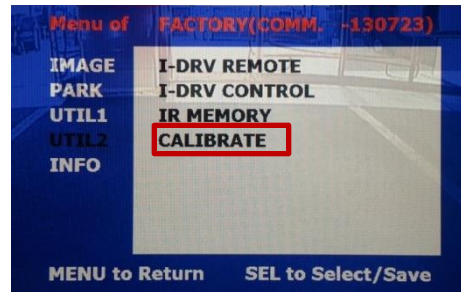 Menu of FACTORY(COMM. -130723)
IMAGE I-DRV REMOTE
PARK I-DRV CONTROL
UTIL1 IR MEMORY
UTIL2 CALIBRATE
INFO
MENU to Return SEL to Select/Save